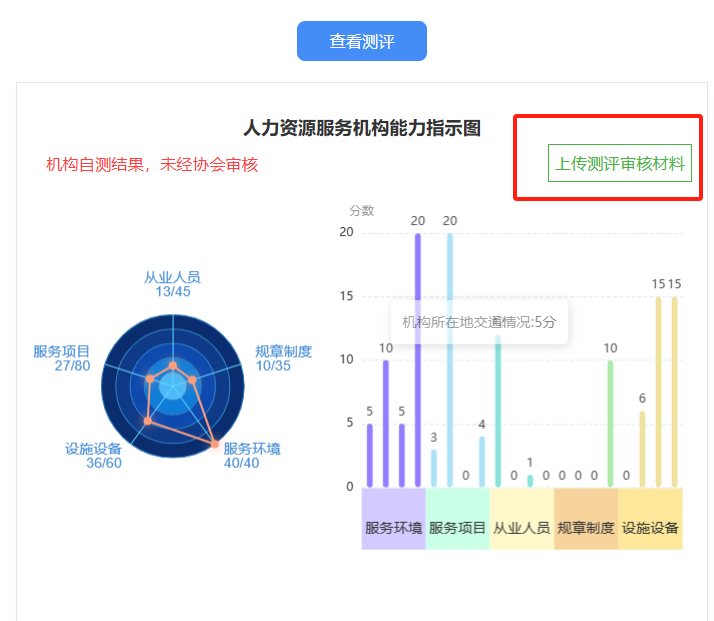 查看测评
人力资源服务机构能力指示图
机构自测结果，未经协会审核
上传测评审核材料
从业人员
13/45
服务项目
27/80
规章制度
10/35
设施设备
36/60
服务环境
40/40
分数
20
15
10
5
0
5
10
5
20
3
20
0
4
0
1
0
0
0
0
10
0
6
15
15
机构所在地交通情况:5分
服务环境
服务项目
从业人员
规章制度
设施设备